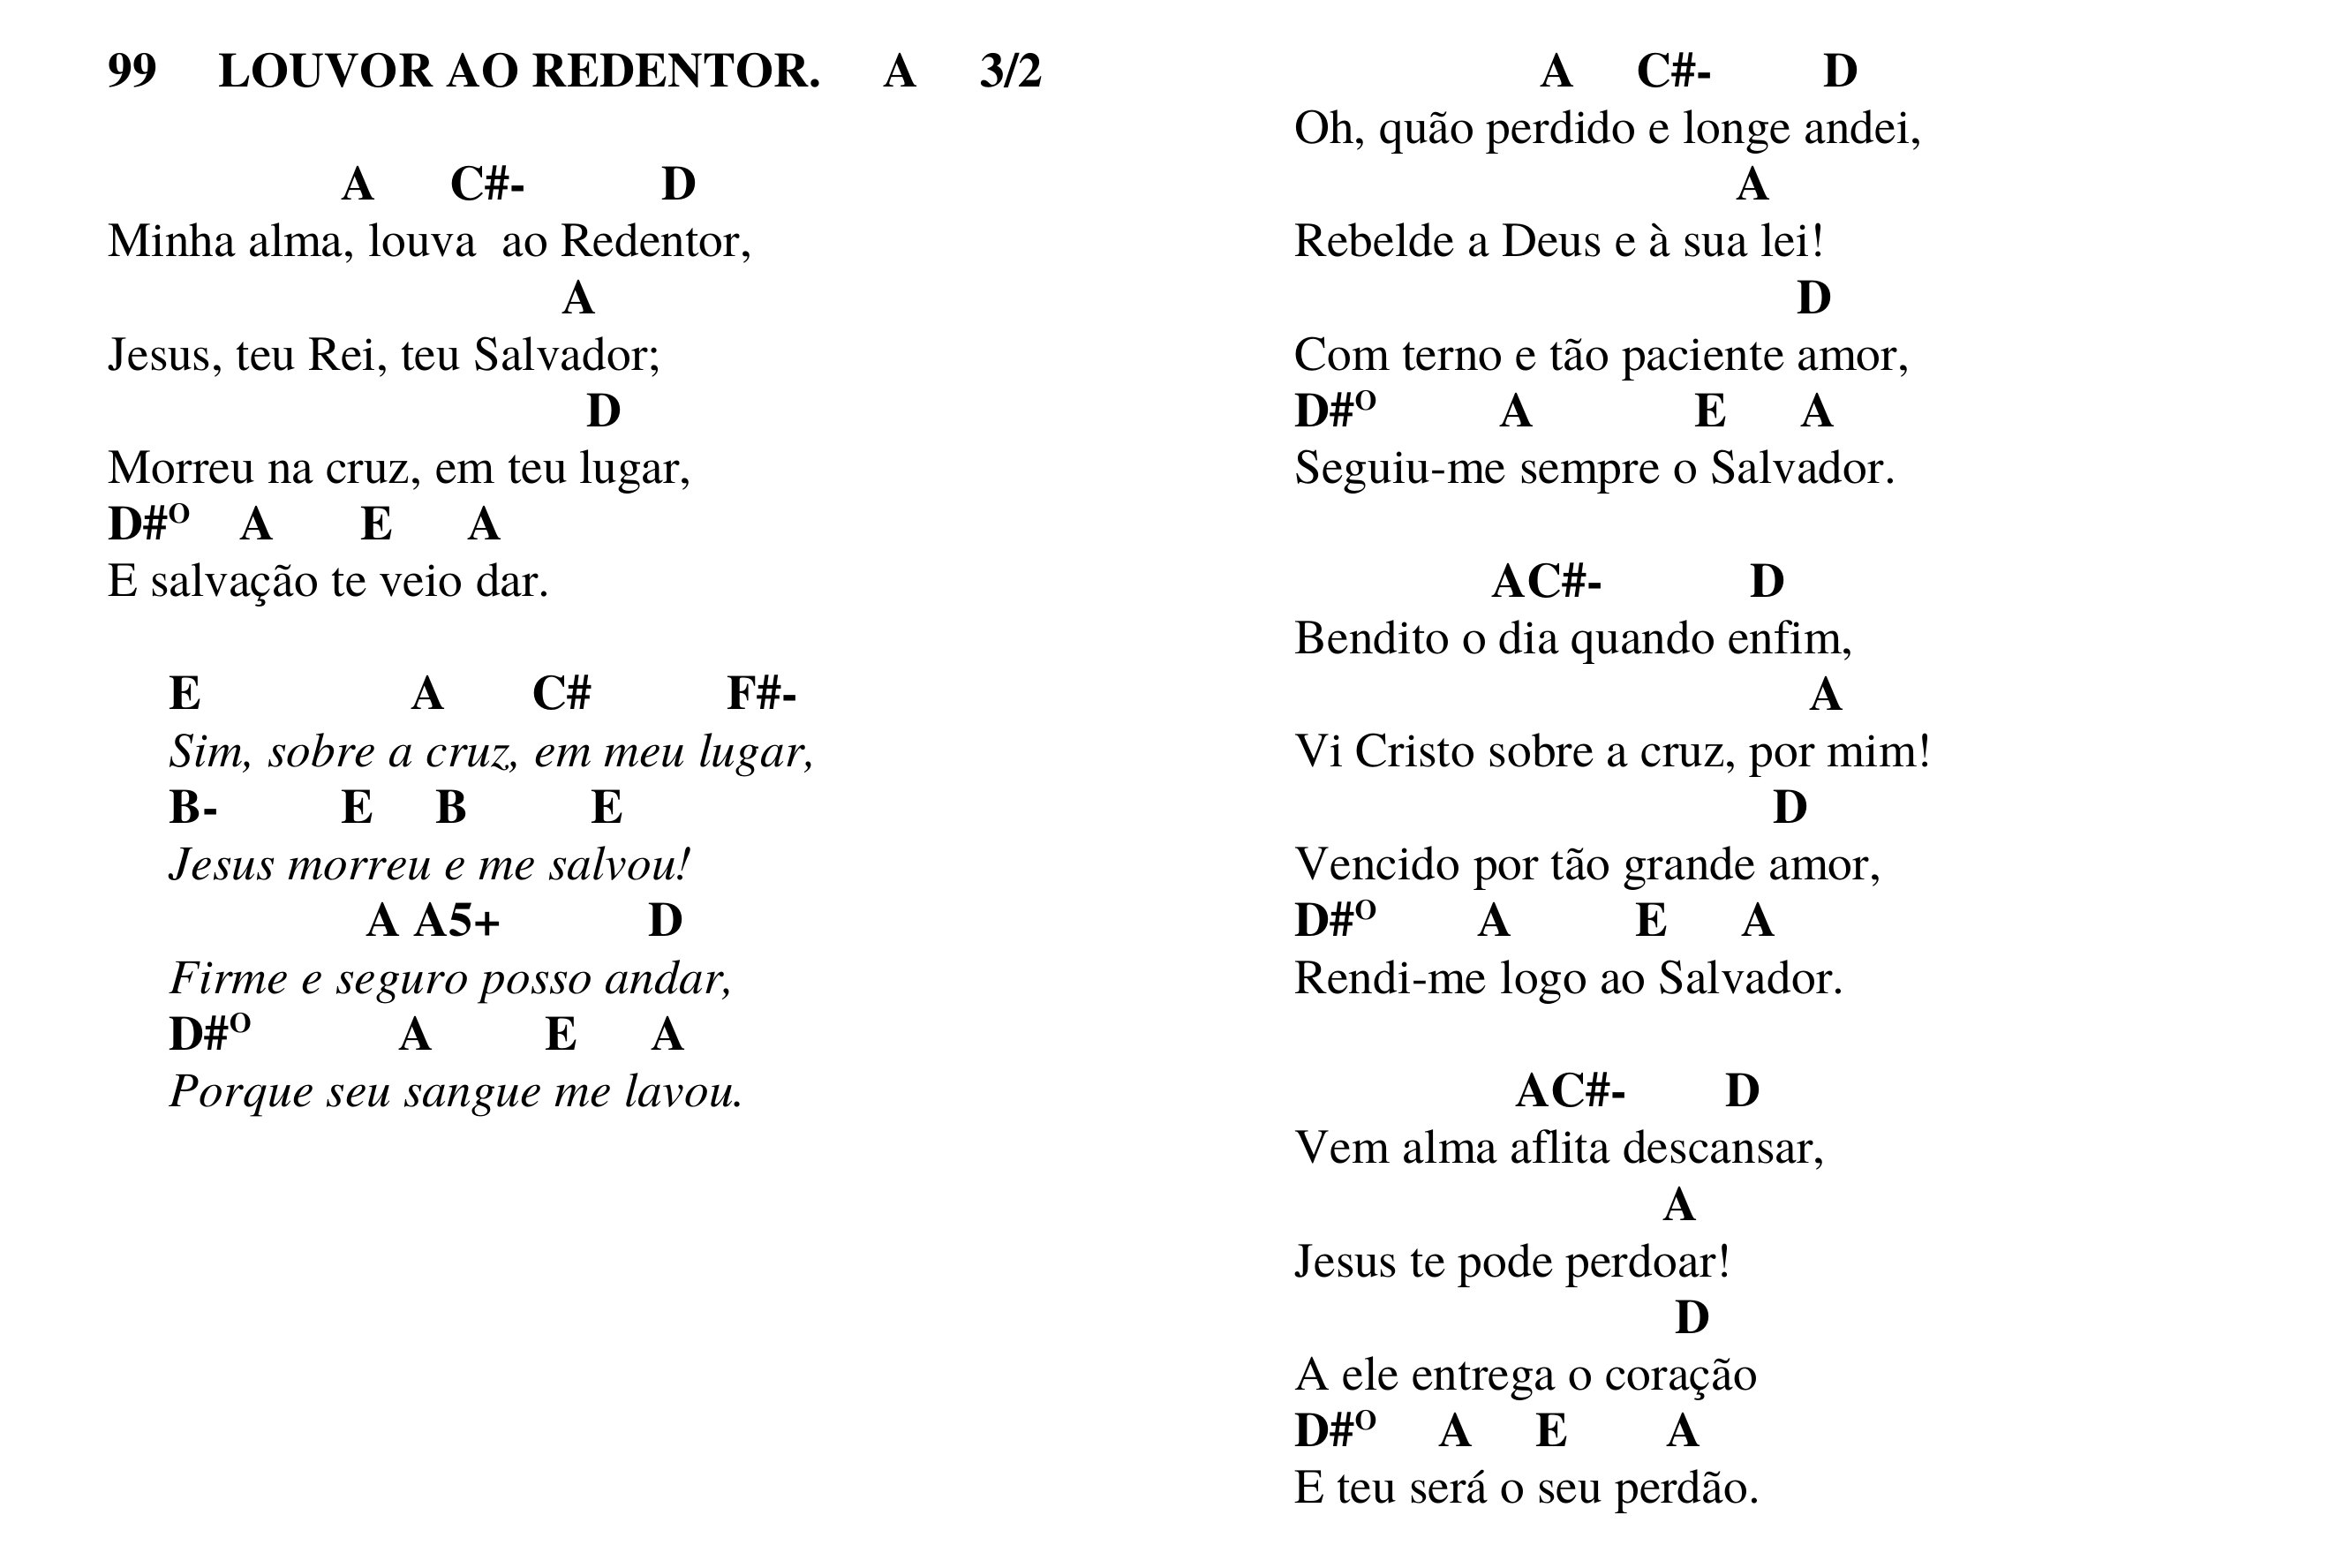 99     LOUVOR AO REDENTOR.     A     3/2
A      C#-           D
Minha alma, louva  ao Redentor,
A
Jesus, teu Rei, teu Salvador;
D
Morreu na cruz, em teu lugar,
D#º    A       E      A
E salvação te veio dar.
E                 A       C#           F#-
Sim, sobre a cruz, em meu lugar,
B-          E     B          E
Jesus morreu e me salvou!
A A5+            D
Firme e seguro posso andar,
D#º            A         E      A
Porque seu sangue me lavou.
A     C#-         D
Oh, quão perdido e longe andei,
A
Rebelde a Deus e à sua lei!
D
Com terno e tão paciente amor,
D#º          A             E      A
Seguiu-me sempre o Salvador.
AC#-            D
Bendito o dia quando enfim,
A
Vi Cristo sobre a cruz, por mim!
D
Vencido por tão grande amor,
D#º        A          E      A
Rendi-me logo ao Salvador.
AC#-        D
Vem alma aflita descansar,
A
Jesus te pode perdoar!
D
A ele entrega o coração
D#º     A     E        A
E teu será o seu perdão.